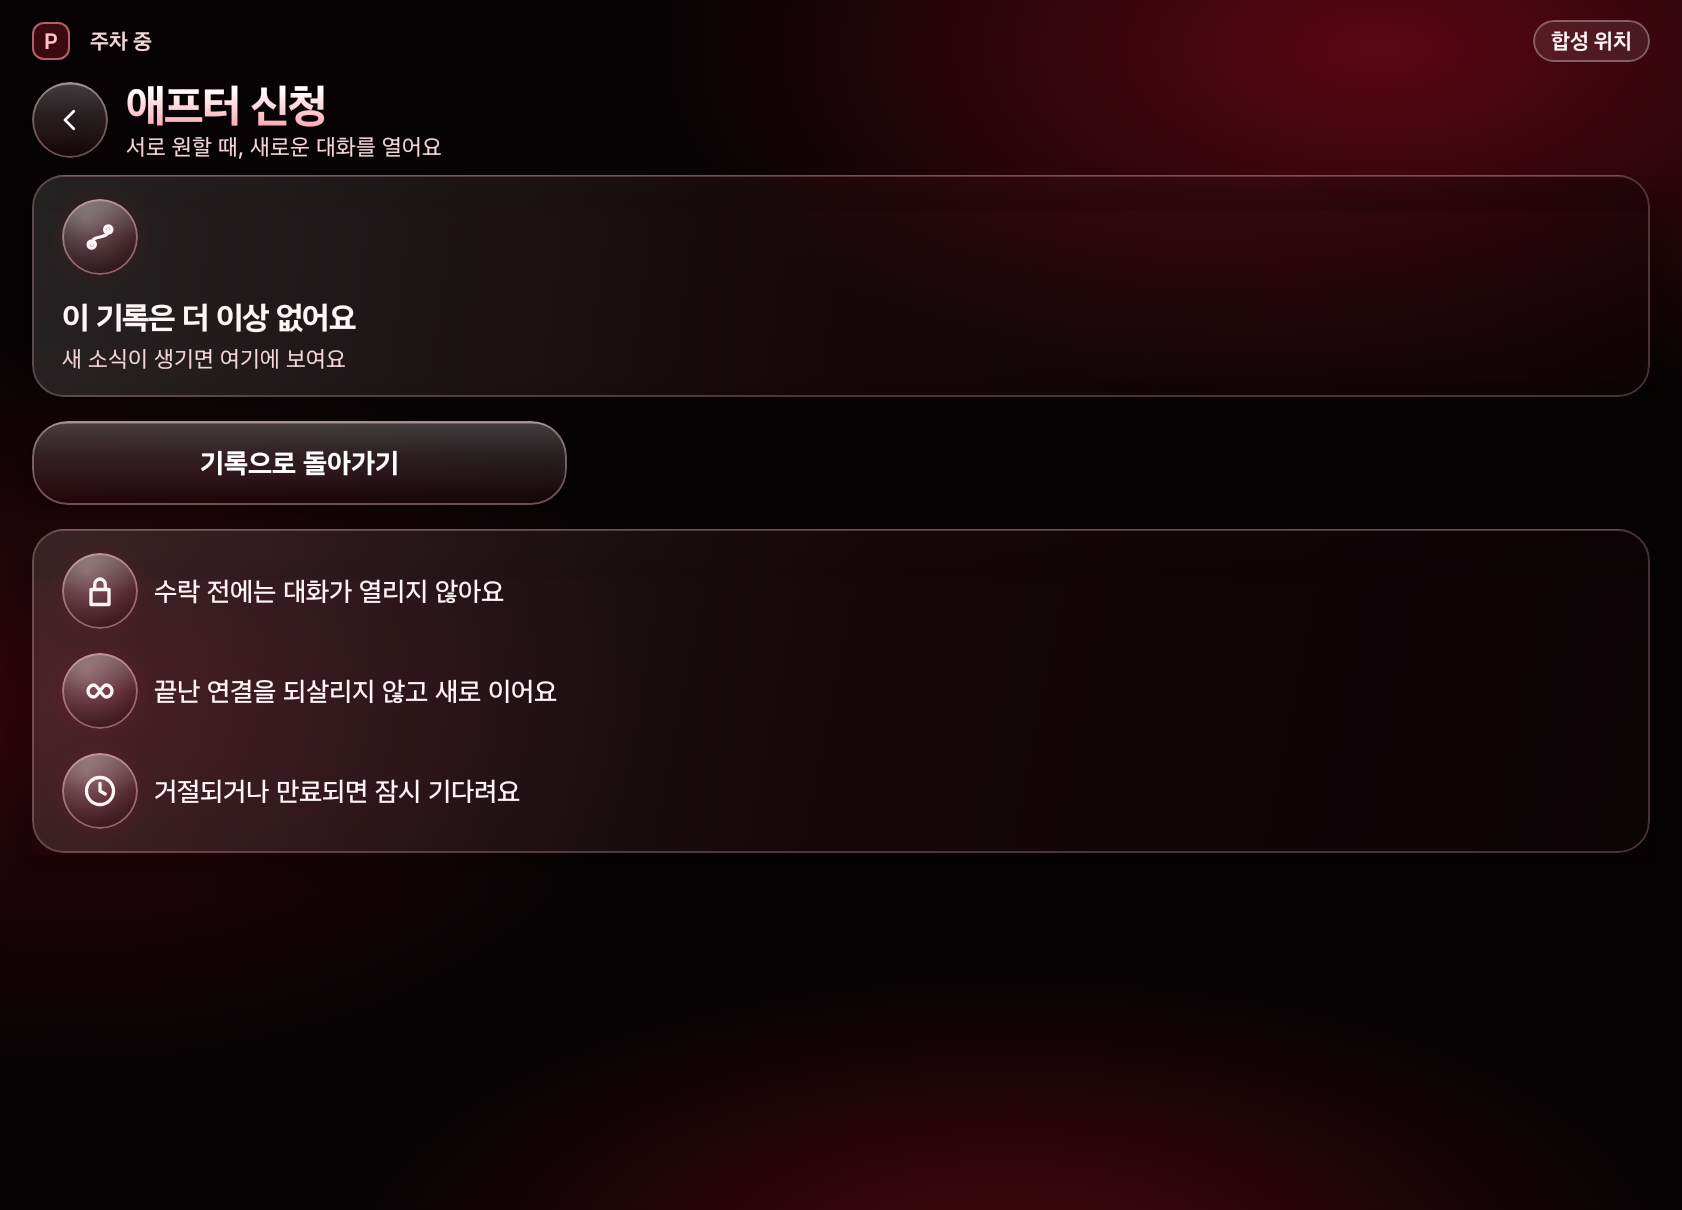 P 주차 중
합성 위치
애프터 신청
서로 원할 때, 새로운 대화를 열어요
이 기록은 더 이상 없어요
새 소식이 생기면 여기에 보여요
기록으로 돌아가기
수락 전에는 대화가 열리지 않아요
끝난 연결을 되살리지 않고 새로 이어요
거절되거나 만료되면 잠시 기다려요